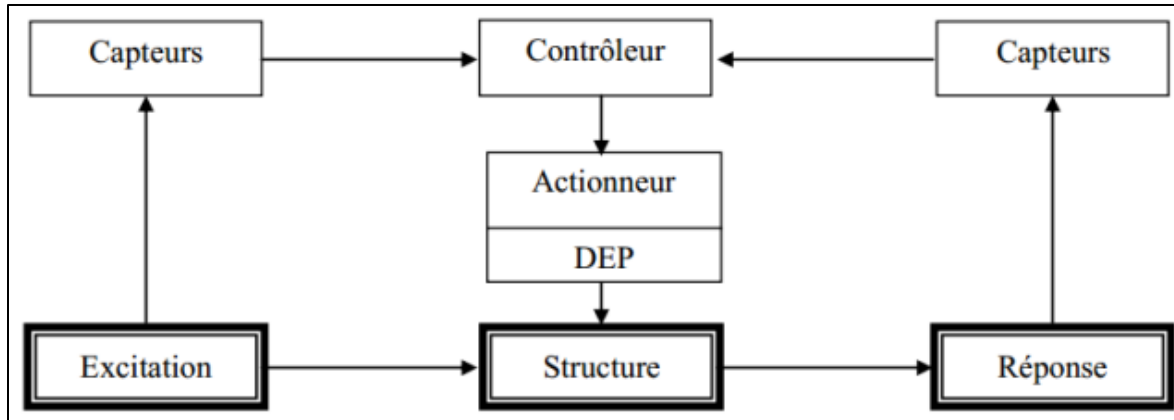 Capteurs
Contrôleur
Capteurs
Actionneur
DEP
Excitation
Structure
Réponse